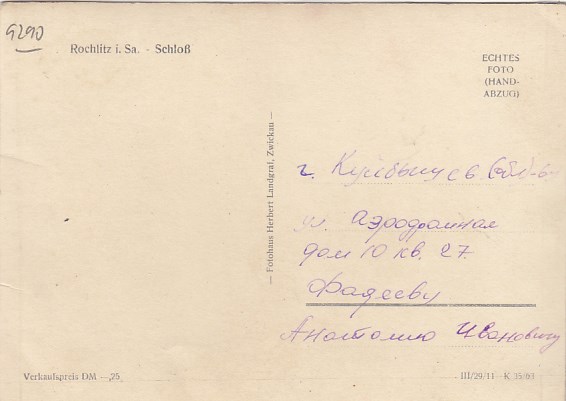 9290
Rochlitz i. Sa. - Schloß
ECHTES
FOTO
(HAND-
ABZUG)
— Fotohaus Herbert Landgraf, Zwickau —
г. Куйбышев
ул. Аэродромная
дом 10 кв. 27.
Фадееву
Анатолию Ивановичу
Verkaufspreis DM —,25
III/29/11 K 35/63